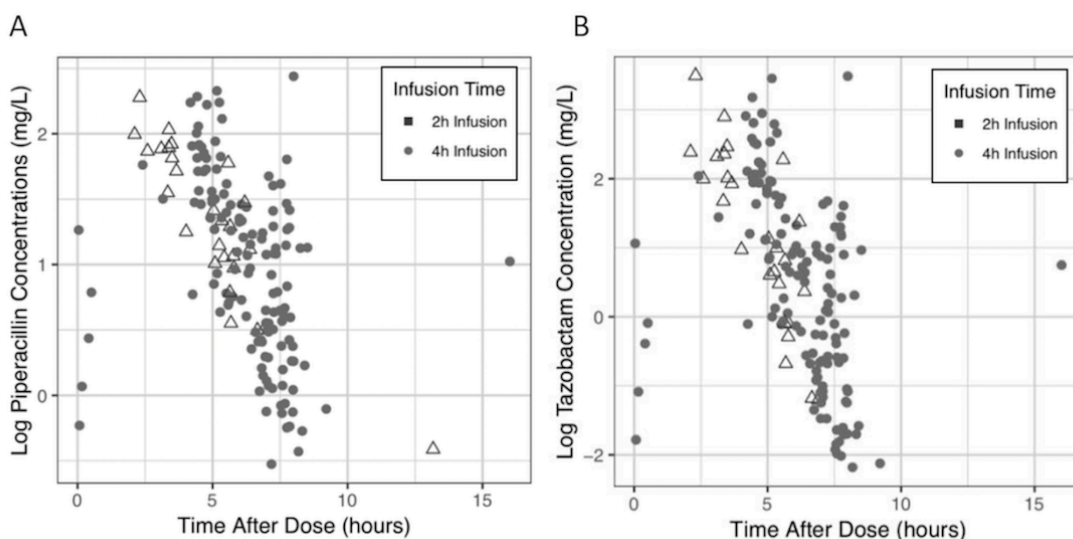 A
Log Piperacillin Concentrations (mg/L)
2
1
0
0
5
10
15
Time After Dose (hours)
Infusion Time
2h Infusion
4h Infusion
B
Log Tazobactam Concentration (mg/L)
2
0
−2
0
5
10
15
Time After Dose (hours)
Infusion Time
2h Infusion
4h Infusion